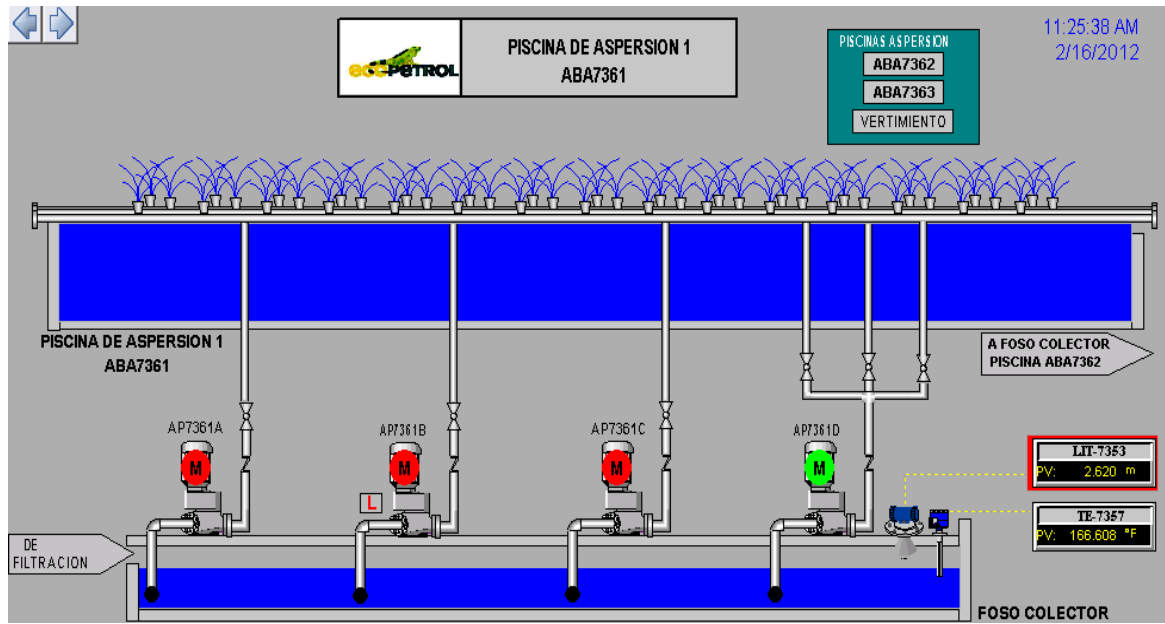 11:25:38 AM
2/16/2012
ecoPETROL
PISCINA DE ASPERSION 1
ABA7361
PISCINAS ASPERSION
ABA7362
ABA7363
VERTIMIENTO
PISCINA DE ASPERSION 1
ABA7361
A FOSO COLECTOR
PISCINA ABA7362
AP7361A
AP7361B
AP7361C
AP7361D
M
M
M
M
L
LIT-7353
PV: 2.620 m
TE-7357
PV: 166.608 °F
DE
FILTRACION
FOSO COLECTOR